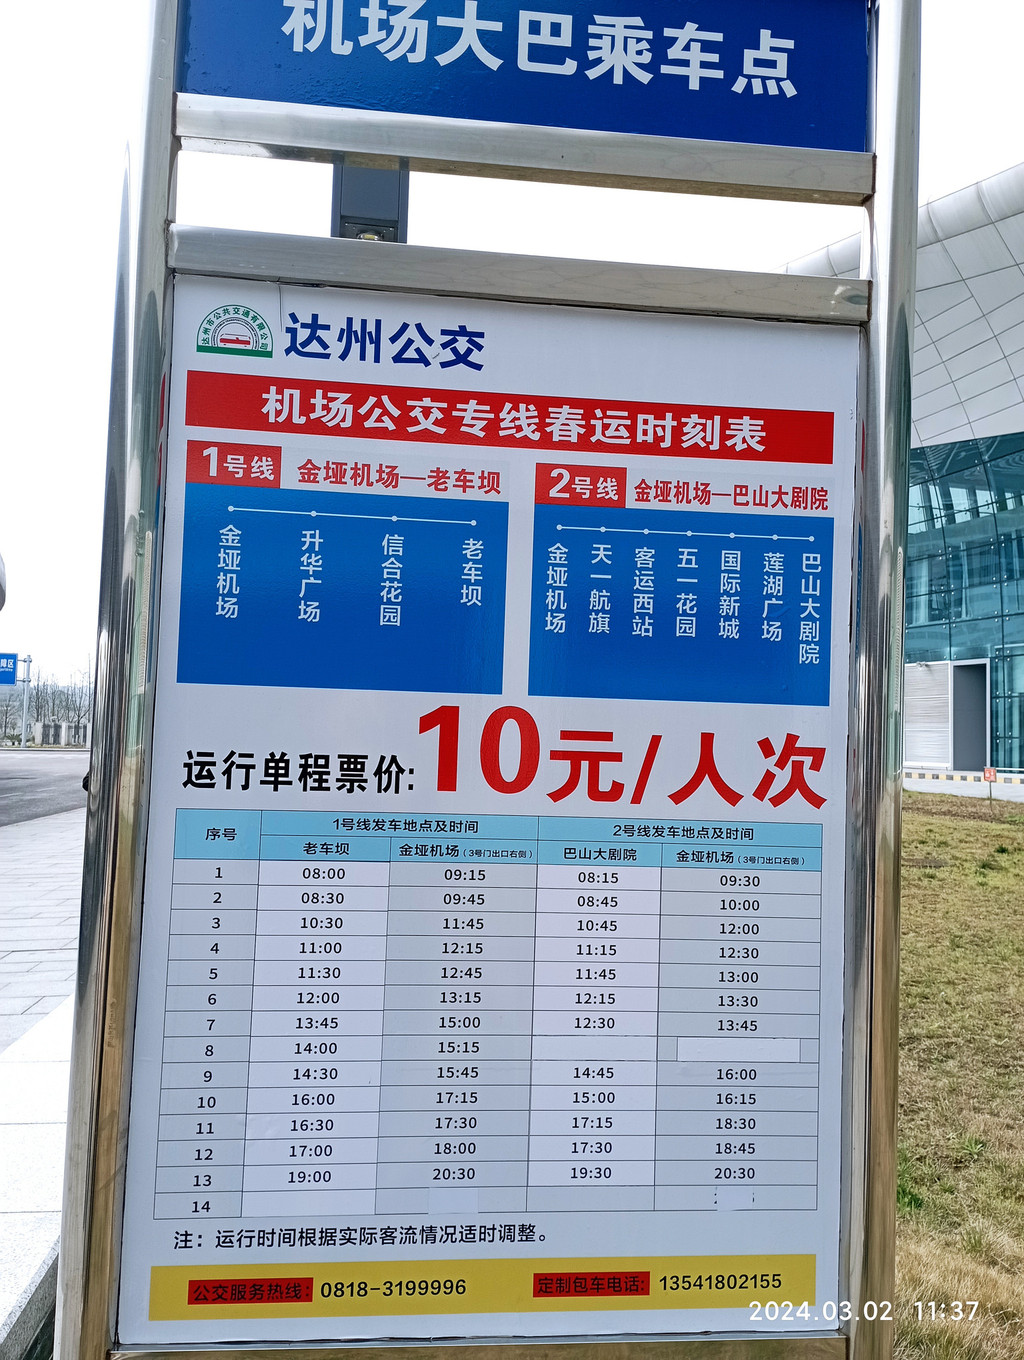 机场大巴乘车点
达州市公共交通有限公司
达州公交
机场公交专线春运时刻表
1号线 金垭机场—老车坝
金垭机场 升华广场 信合花园 老车坝
2号线 金垭机场—巴山大剧院
金垭机场 天一航旗 客运西站 五一花园 国际新城 莲湖广场 巴山大剧院
运行单程票价:10元/人次
序号 1号线发车地点及时间 2号线发车地点及时间
老车坝 金垭机场(3号门出口右侧) 巴山大剧院 金垭机场(3号门出口右侧)
1 08:00 09:15 08:15 09:30
2 08:30 09:45 08:45 10:00
3 10:30 11:45 10:45 12:00
4 11:00 12:15 11:15 12:30
5 11:30 12:45 11:45 13:00
6 12:00 13:15 12:15 13:30
7 13:45 15:00 12:30 13:45
8 14:00 15:15
9 14:30 15:45 14:45 16:00
10 16:00 17:15 15:00 16:15
11 16:30 17:30 17:15 18:30
12 17:00 18:00 17:30 18:45
13 19:00 20:30 19:30 20:30
14
注：运行时间根据实际客流情况适时调整。
公交服务热线：0818-3199996 定制包车电话：13541802155
2024.03.02 11:37